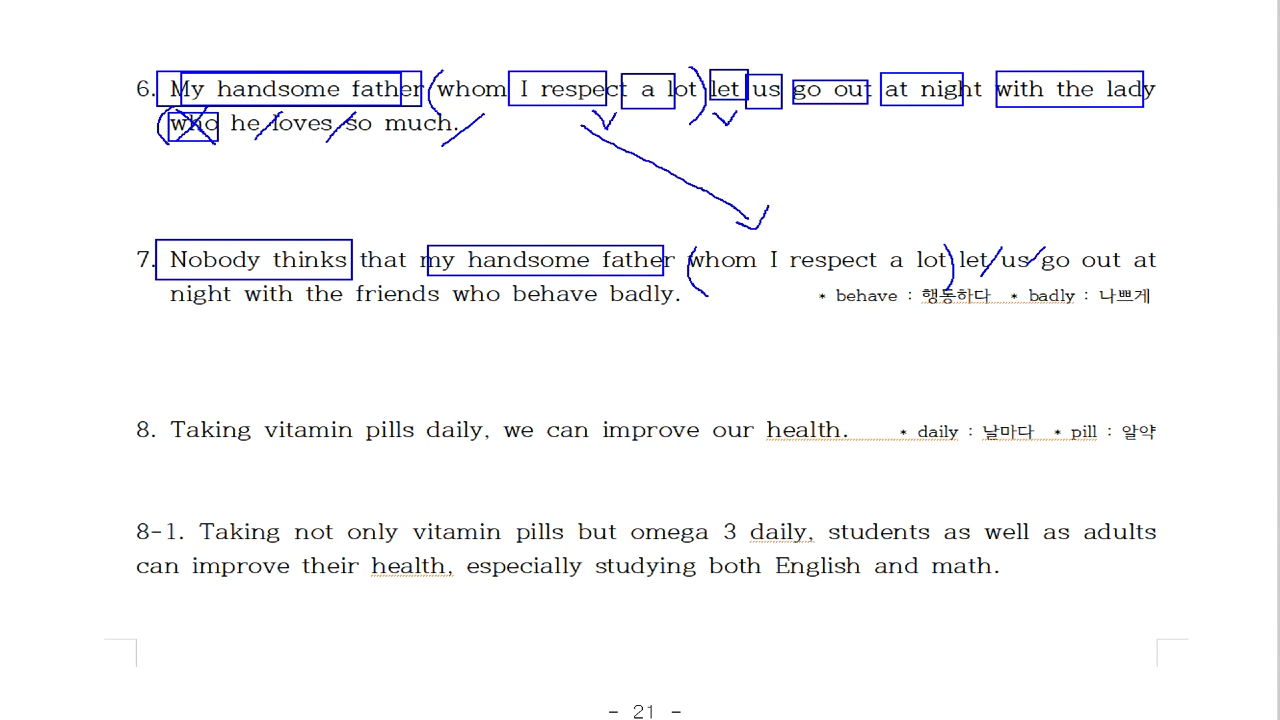 6. My handsome father whom I respect a lot let us go out at night with the lady
who he loves so much.
7. Nobody thinks that my handsome father whom I respect a lot let us go out at
night with the friends who behave badly. * behave : 행동하다 * badly : 나쁘게
8. Taking vitamin pills daily, we can improve our health. * daily : 날마다 * pill : 알약
8-1. Taking not only vitamin pills but omega 3 daily, students as well as adults
can improve their health, especially studying both English and math.
- 21 -